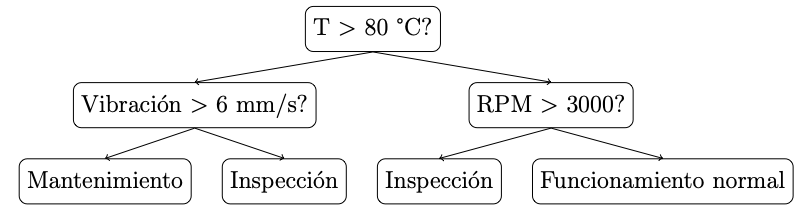 T > 80 °C?
Vibración > 6 mm/s?
RPM > 3000?
Mantenimiento
Inspección
Inspección
Funcionamiento normal